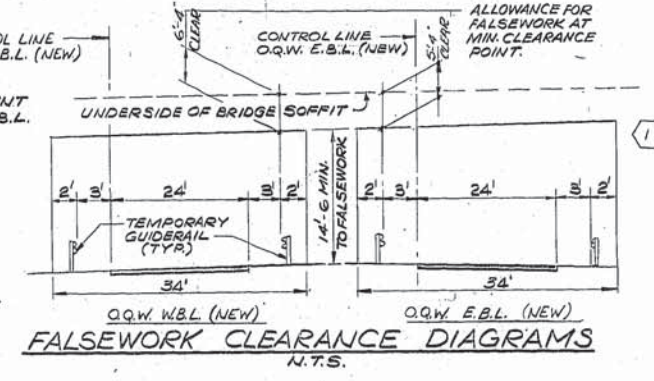 OL LINE
B.L. (NEW)
INT
B.L.
6'-4"
CLEAR
CONTROL LINE
O.Q.W. E.B.L. (NEW)
5'-4"
CLEAR
ALLOWANCE FOR
FALSEWORK AT
MIN. CLEARANCE
POINT.
UNDERSIDE OF BRIDGE SOFFIT
1
2' 3' 24' 3' 2'
14'-6 MIN.
TO FALSEWORK
2' 3' 24' 3' 2'
TEMPORARY
GUIDERAIL
(TYP.)
34'
34'
O.Q.W. W.B.L. (NEW)
O.Q.W. E.B.L. (NEW)
FALSEWORK CLEARANCE DIAGRAMS
N.T.S.